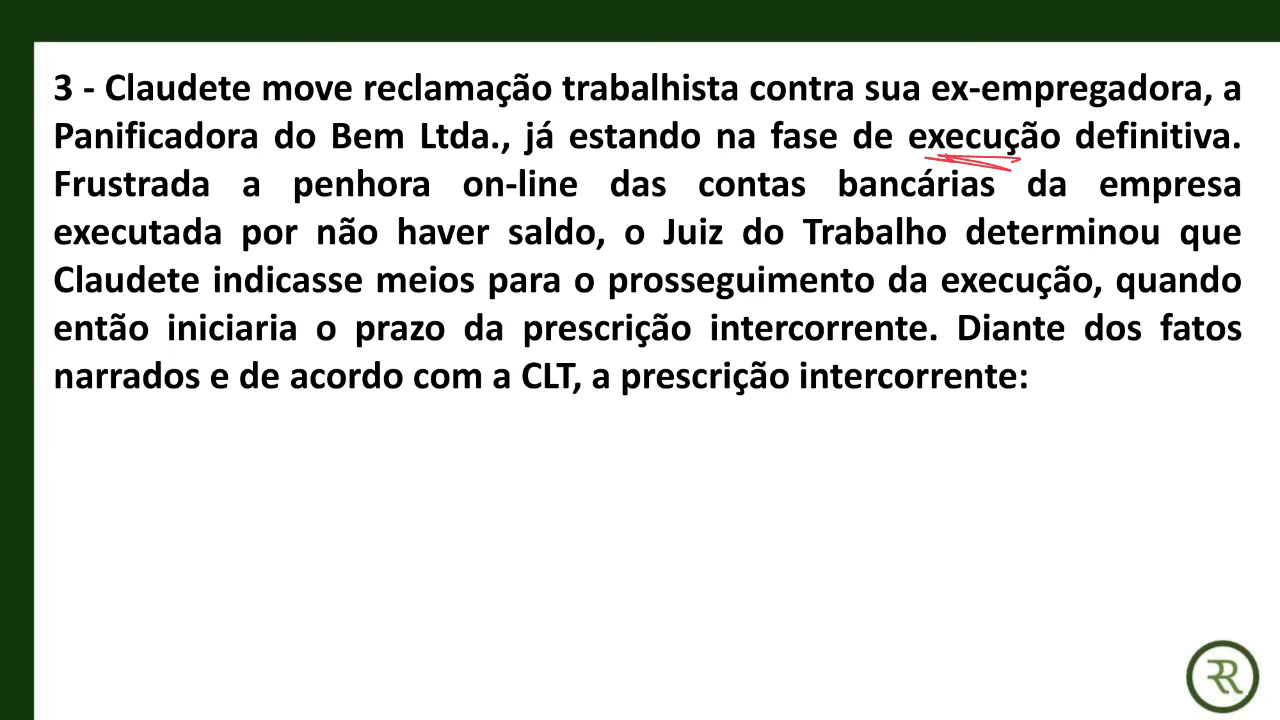 3 - Claudete move reclamação trabalhista contra sua ex-empregadora, a
Panificadora do Bem Ltda., já estando na fase de execução definitiva.
Frustrada a penhora on-line das contas bancárias da empresa
executada por não haver saldo, o Juiz do Trabalho determinou que
Claudete indicasse meios para o prosseguimento da execução, quando
então iniciaria o prazo da prescrição intercorrente. Diante dos fatos
narrados e de acordo com a CLT, a prescrição intercorrente:
RR